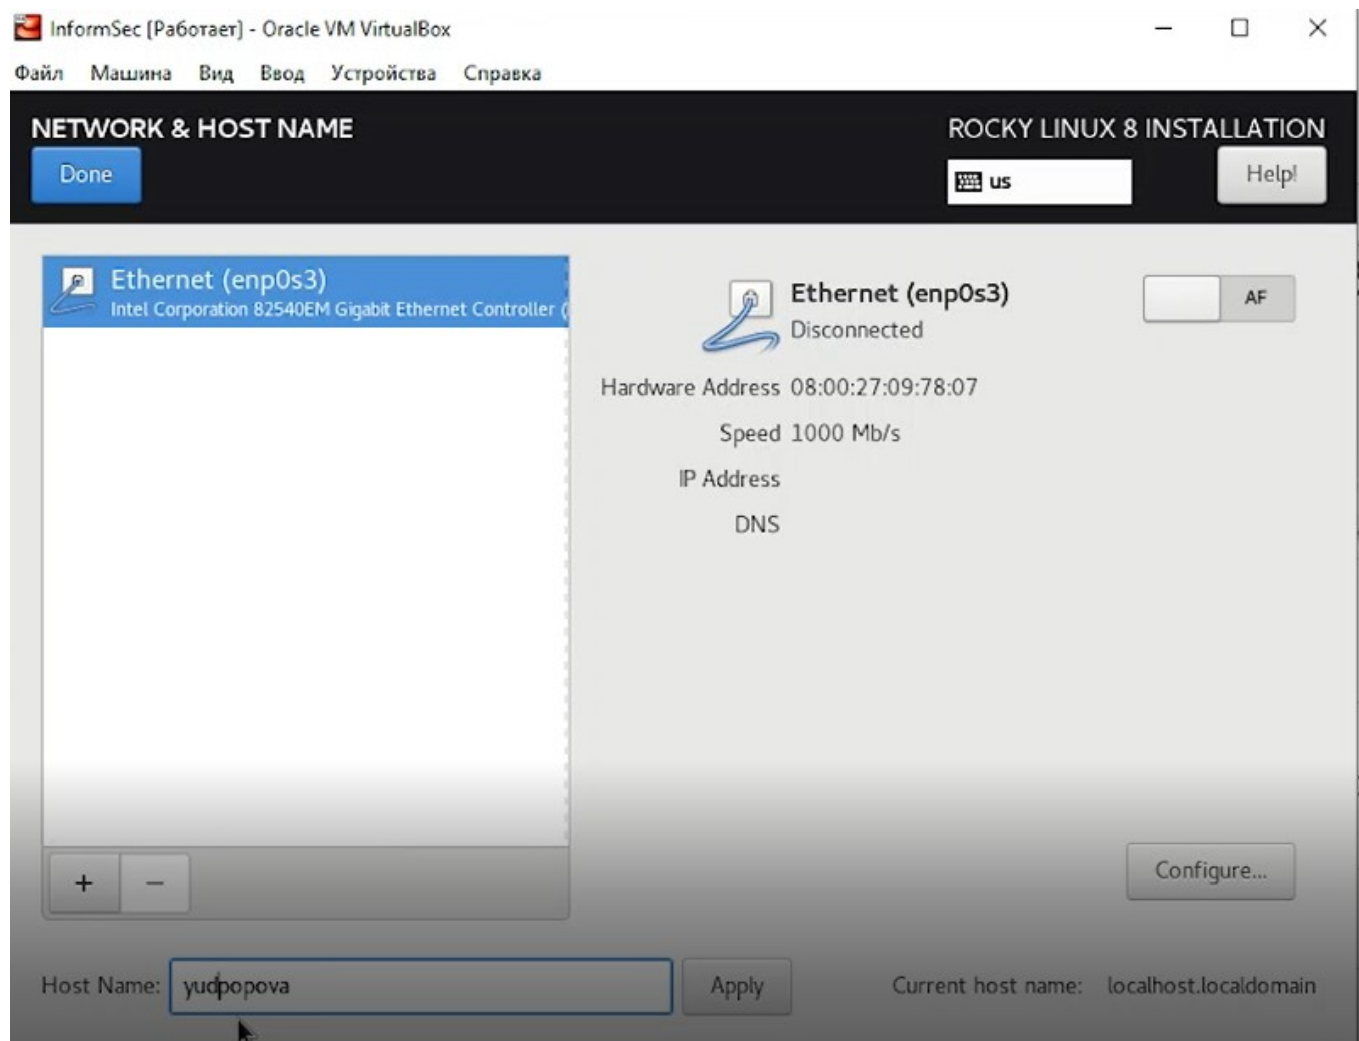 InformSec [Работает] - Oracle VM VirtualBox
Файл Машина Вид Ввод Устройства Справка
NETWORK & HOST NAME
ROCKY LINUX 8 INSTALLATION
Done
us
Help!
Ethernet (enp0s3)
Intel Corporation 82540EM Gigabit Ethernet Controller (
Ethernet (enp0s3)
Disconnected
AF
Hardware Address 08:00:27:09:78:07
Speed 1000 Mb/s
IP Address
DNS
+ −
Configure...
Host Name: yudpopova
Apply
Current host name: localhost.localdomain